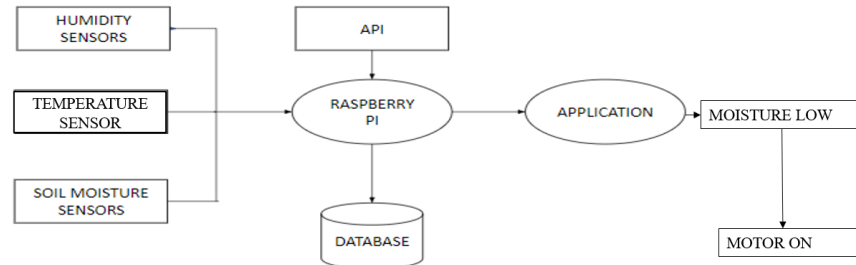 HUMIDITY
SENSORS
API
TEMPERATURE
SENSOR
RASPBERRY
PI
APPLICATION
MOISTURE LOW
SOIL MOISTURE
SENSORS
DATABASE
MOTOR ON